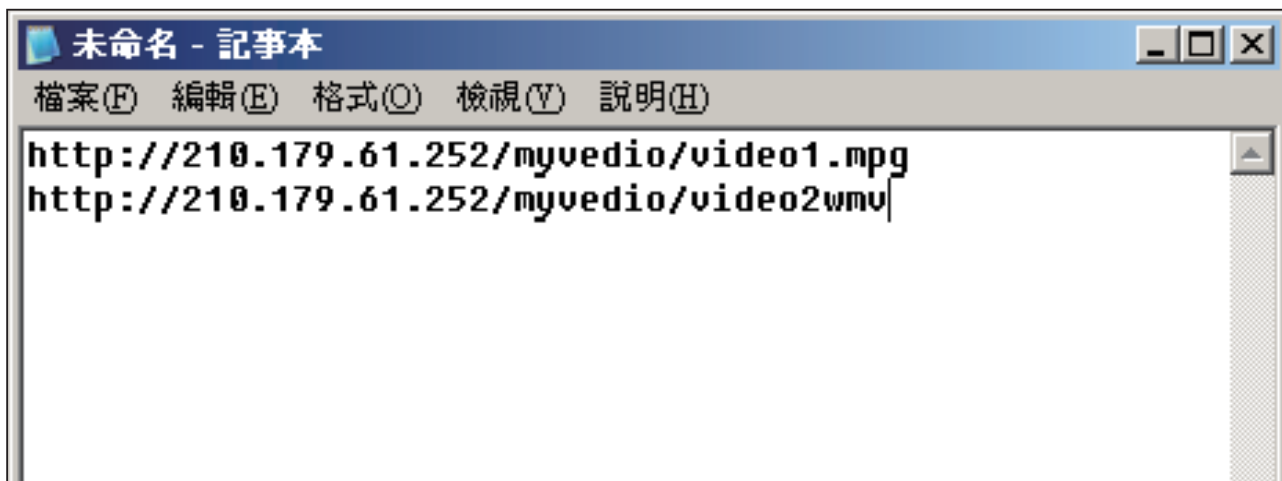 未命名 - 記事本
檔案(F) 編輯(E) 格式(O) 檢視(V) 説明(H)
http://210.179.61.252/myvedio/video1.mpg
http://210.179.61.252/myvedio/video2wmv